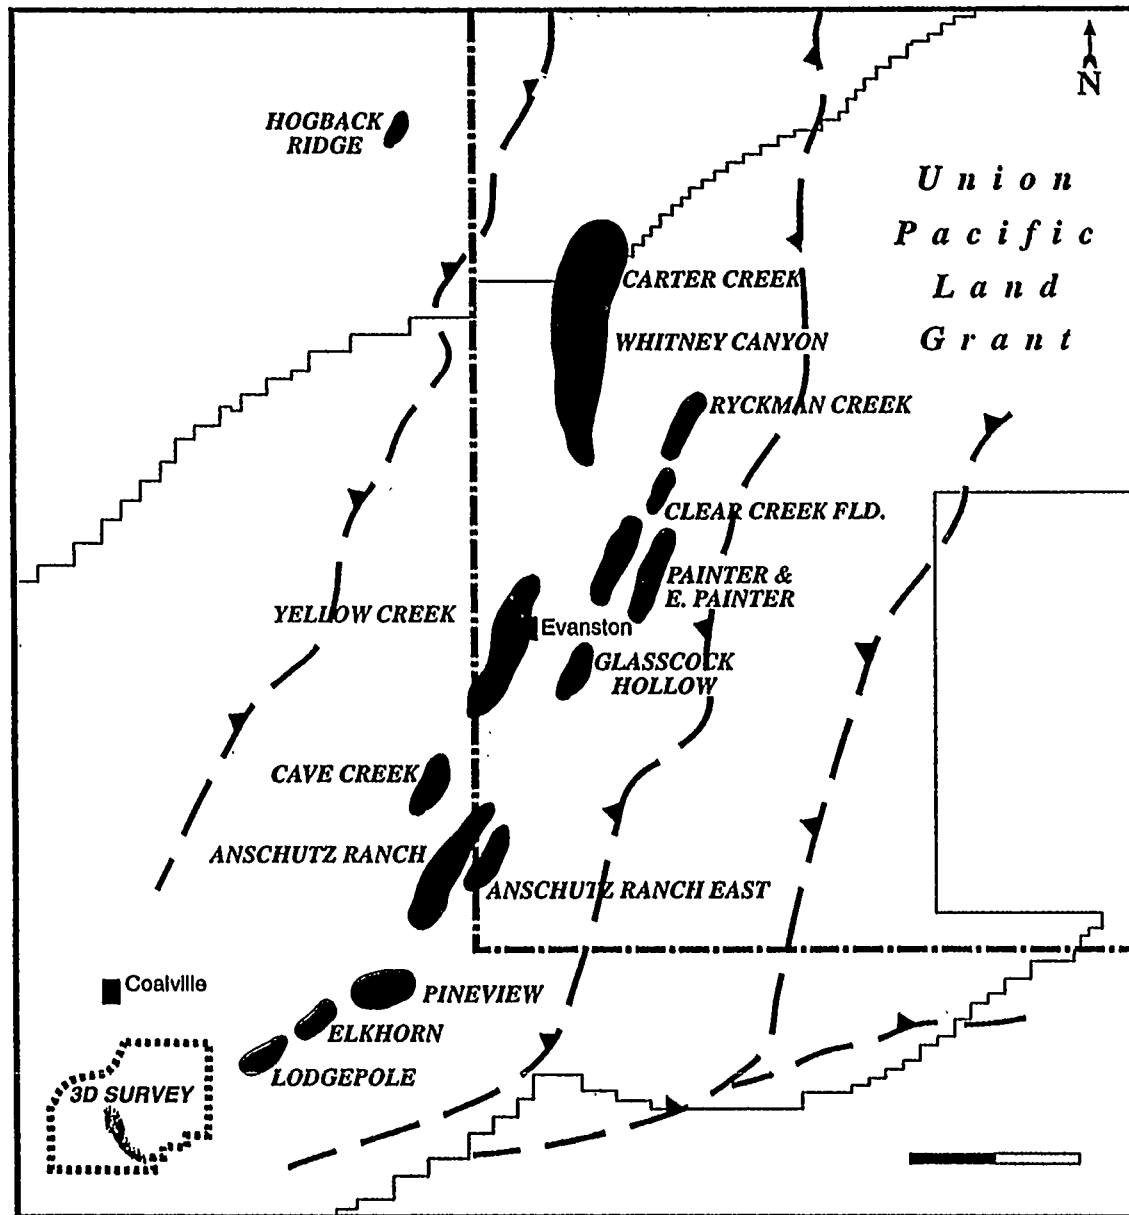 N
HOGBACK
RIDGE
Union
Pacific
Land
Grant
CARTER CREEK
WHITNEY CANYON
RYCKMAN CREEK
CLEAR CREEK FLD.
PAINTER &
E. PAINTER
YELLOW CREEK
Evanston
GLASSCOCK
HOLLOW
CAVE CREEK
ANSCHUTZ RANCH
ANSCHUTZ RANCH EAST
Coalville
PINEVIEW
ELKHORN
LODGEPOLE
3D SURVEY